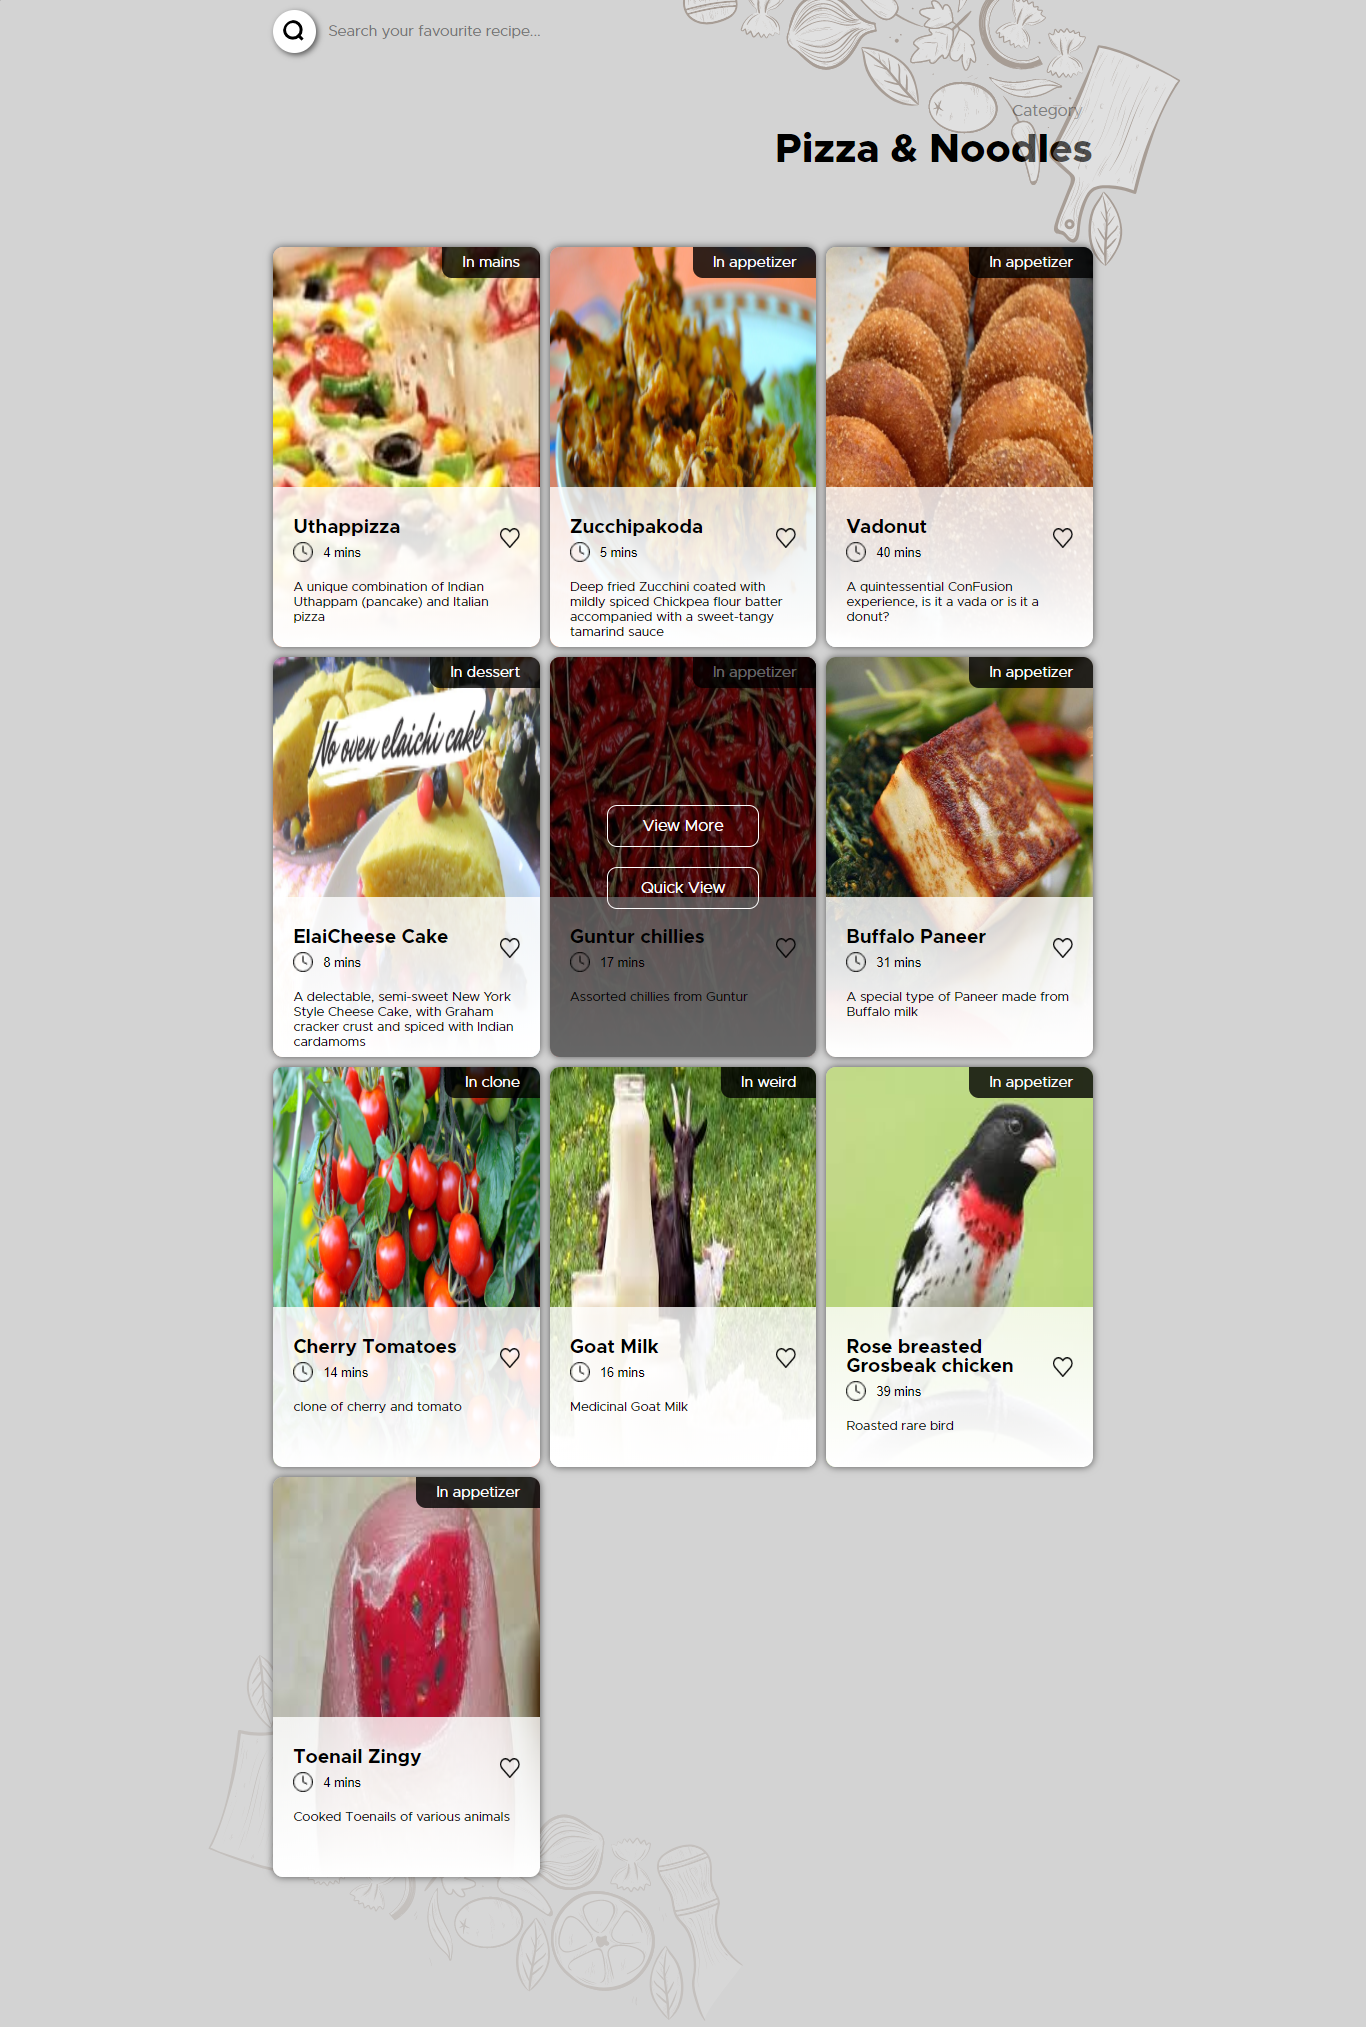 Search your favourite recipe...
Category
Pizza & Noodles
In mains
Uthappizza
4 mins
A unique combination of Indian
Uthappam (pancake) and Italian
pizza
In appetizer
Zucchipakoda
5 mins
Deep fried Zucchini coated with
mildly spiced Chickpea flour batter
accompanied with a sweet-tangy
tamarind sauce
In appetizer
Vadonut
40 mins
A quintessential ConFusion
experience, is it a vada or is it a
donut?
In dessert
No oven elaichi cake
ElaiCheese Cake
8 mins
A delectable, semi-sweet New York
Style Cheese Cake, with Graham
cracker crust and spiced with Indian
cardamoms
In appetizer
View More
Quick View
Guntur chillies
17 mins
Assorted chillies from Guntur
In appetizer
Buffalo Paneer
31 mins
A special type of Paneer made from
Buffalo milk
In clone
Cherry Tomatoes
14 mins
clone of cherry and tomato
In weird
Goat Milk
16 mins
Medicinal Goat Milk
In appetizer
Rose breasted
Grosbeak chicken
39 mins
Roasted rare bird
In appetizer
Toenail Zingy
4 mins
Cooked Toenails of various animals